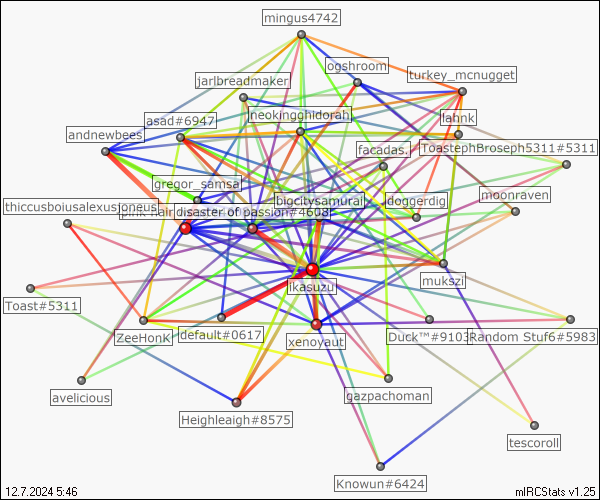 mingus4742
ogshroom
turkey_mcnugget
jarlbreadmaker
neokingghidorah
lahnk
asad#6947
andnewbees
facadas.
ToastephBroseph5311#5311
gregor_samsa
bigcitysamurai
doggerdig
moonraven
thiccusboiusalexusjoneus
pink hair disaster of passion#4608
mukszi
ikasuzu
Toast#5311
ZeeHonK
default#0617
xenoyaut
Duck™#9103
Random Stuf6#5983
avelicious
gazpachoman
Heighleaigh#8575
tescoroll
Knowun#6424
12.7.2024 5:46
mIRCStats v1.25